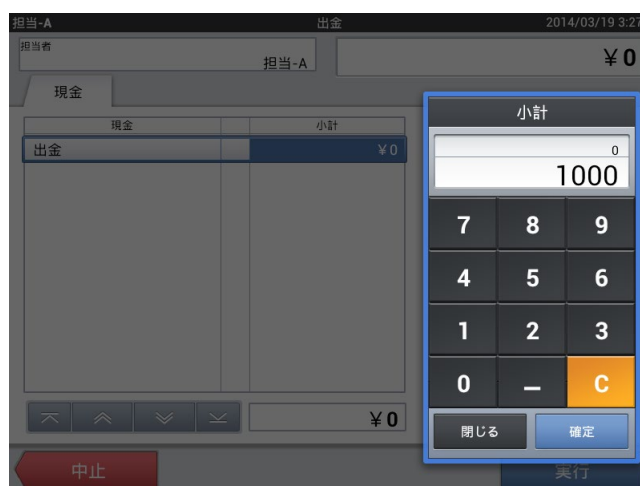 担当-A 出金 2014/03/19 3:27
担当者
担当-A
¥0
現金
現金 小計
出金 ¥0
¥0
中止
実行
小計
0
1000
7 8 9
4 5 6
1 2 3
0 – C
閉じる 確定